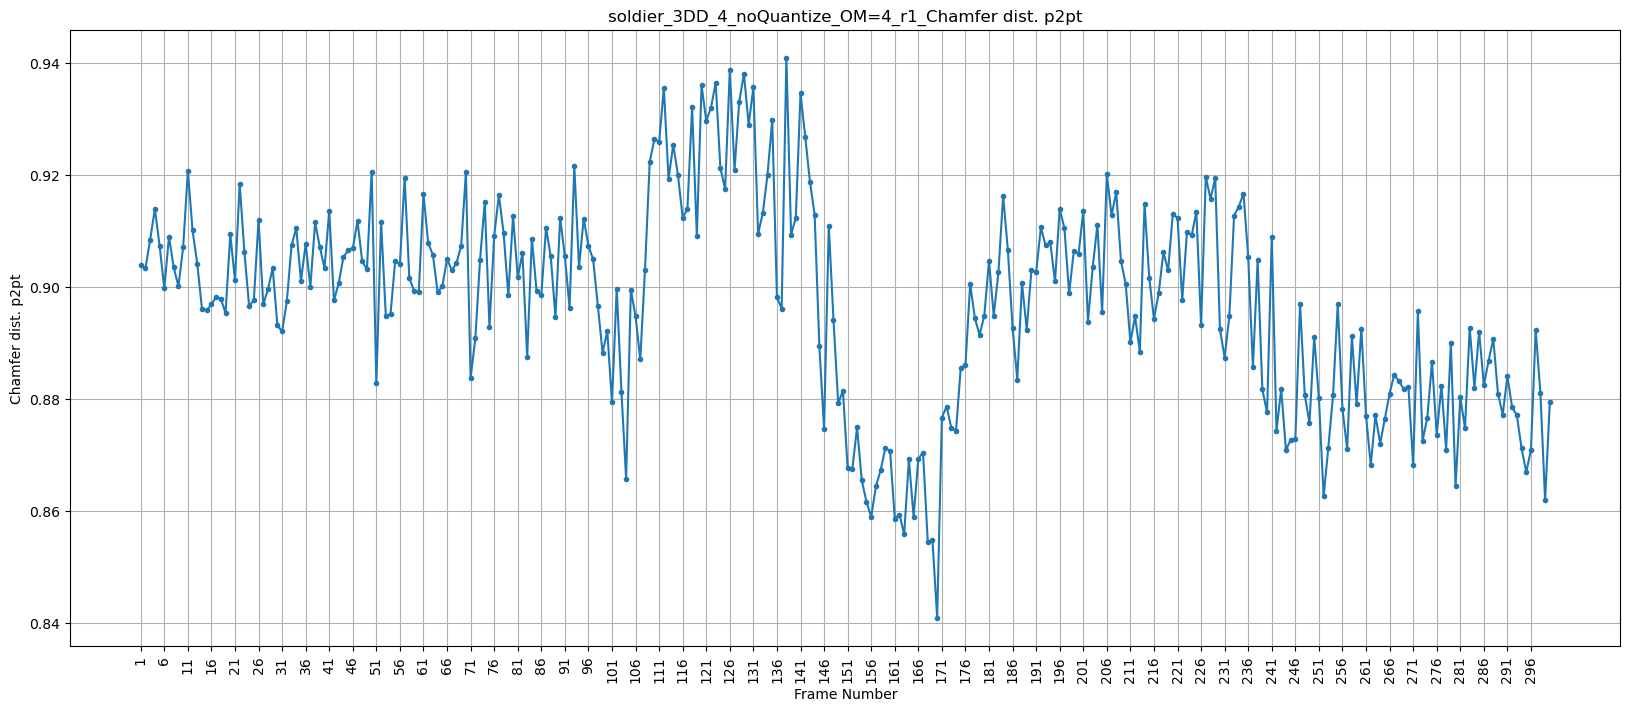 soldier_3DD_4_noQuantize_OM=4_r1_Chamfer dist. p2pt
Chamfer dist. p2pt
0.94
0.92
0.90
0.88
0.86
0.84
1 6 11 16 21 26 31 36 41 46 51 56 61 66 71 76 81 86 91 96 101 106 111 116 121 126 131 136 141 146 151 156 161 166 171 176 181 186 191 196 201 206 211 216 221 226 231 236 241 246 251 256 261 266 271 276 281 286 291 296
Frame Number